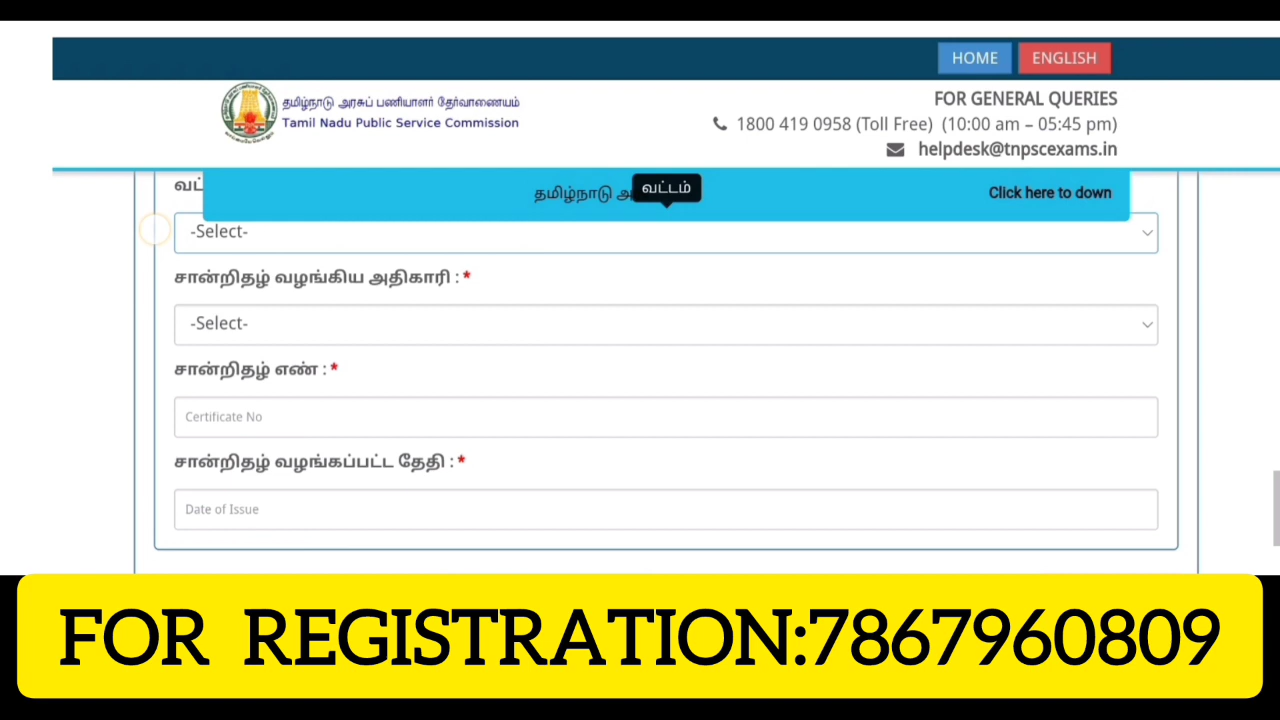 HOME
ENGLISH
தமிழ்நாடு அரசுப் பணியாளர் தேர்வாணையம்
Tamil Nadu Public Service Commission
FOR GENERAL QUERIES
1800 419 0958 (Toll Free) (10:00 am – 05:45 pm)
helpdesk@tnpscexams.in
தமிழ்நாடு
வட்டம்
Click here to down
-Select-
சான்றிதழ் வழங்கிய அதிகாரி : *
-Select-
சான்றிதழ் எண் : *
Certificate No
சான்றிதழ் வழங்கப்பட்ட தேதி : *
Date of Issue
FOR REGISTRATION:7867960809